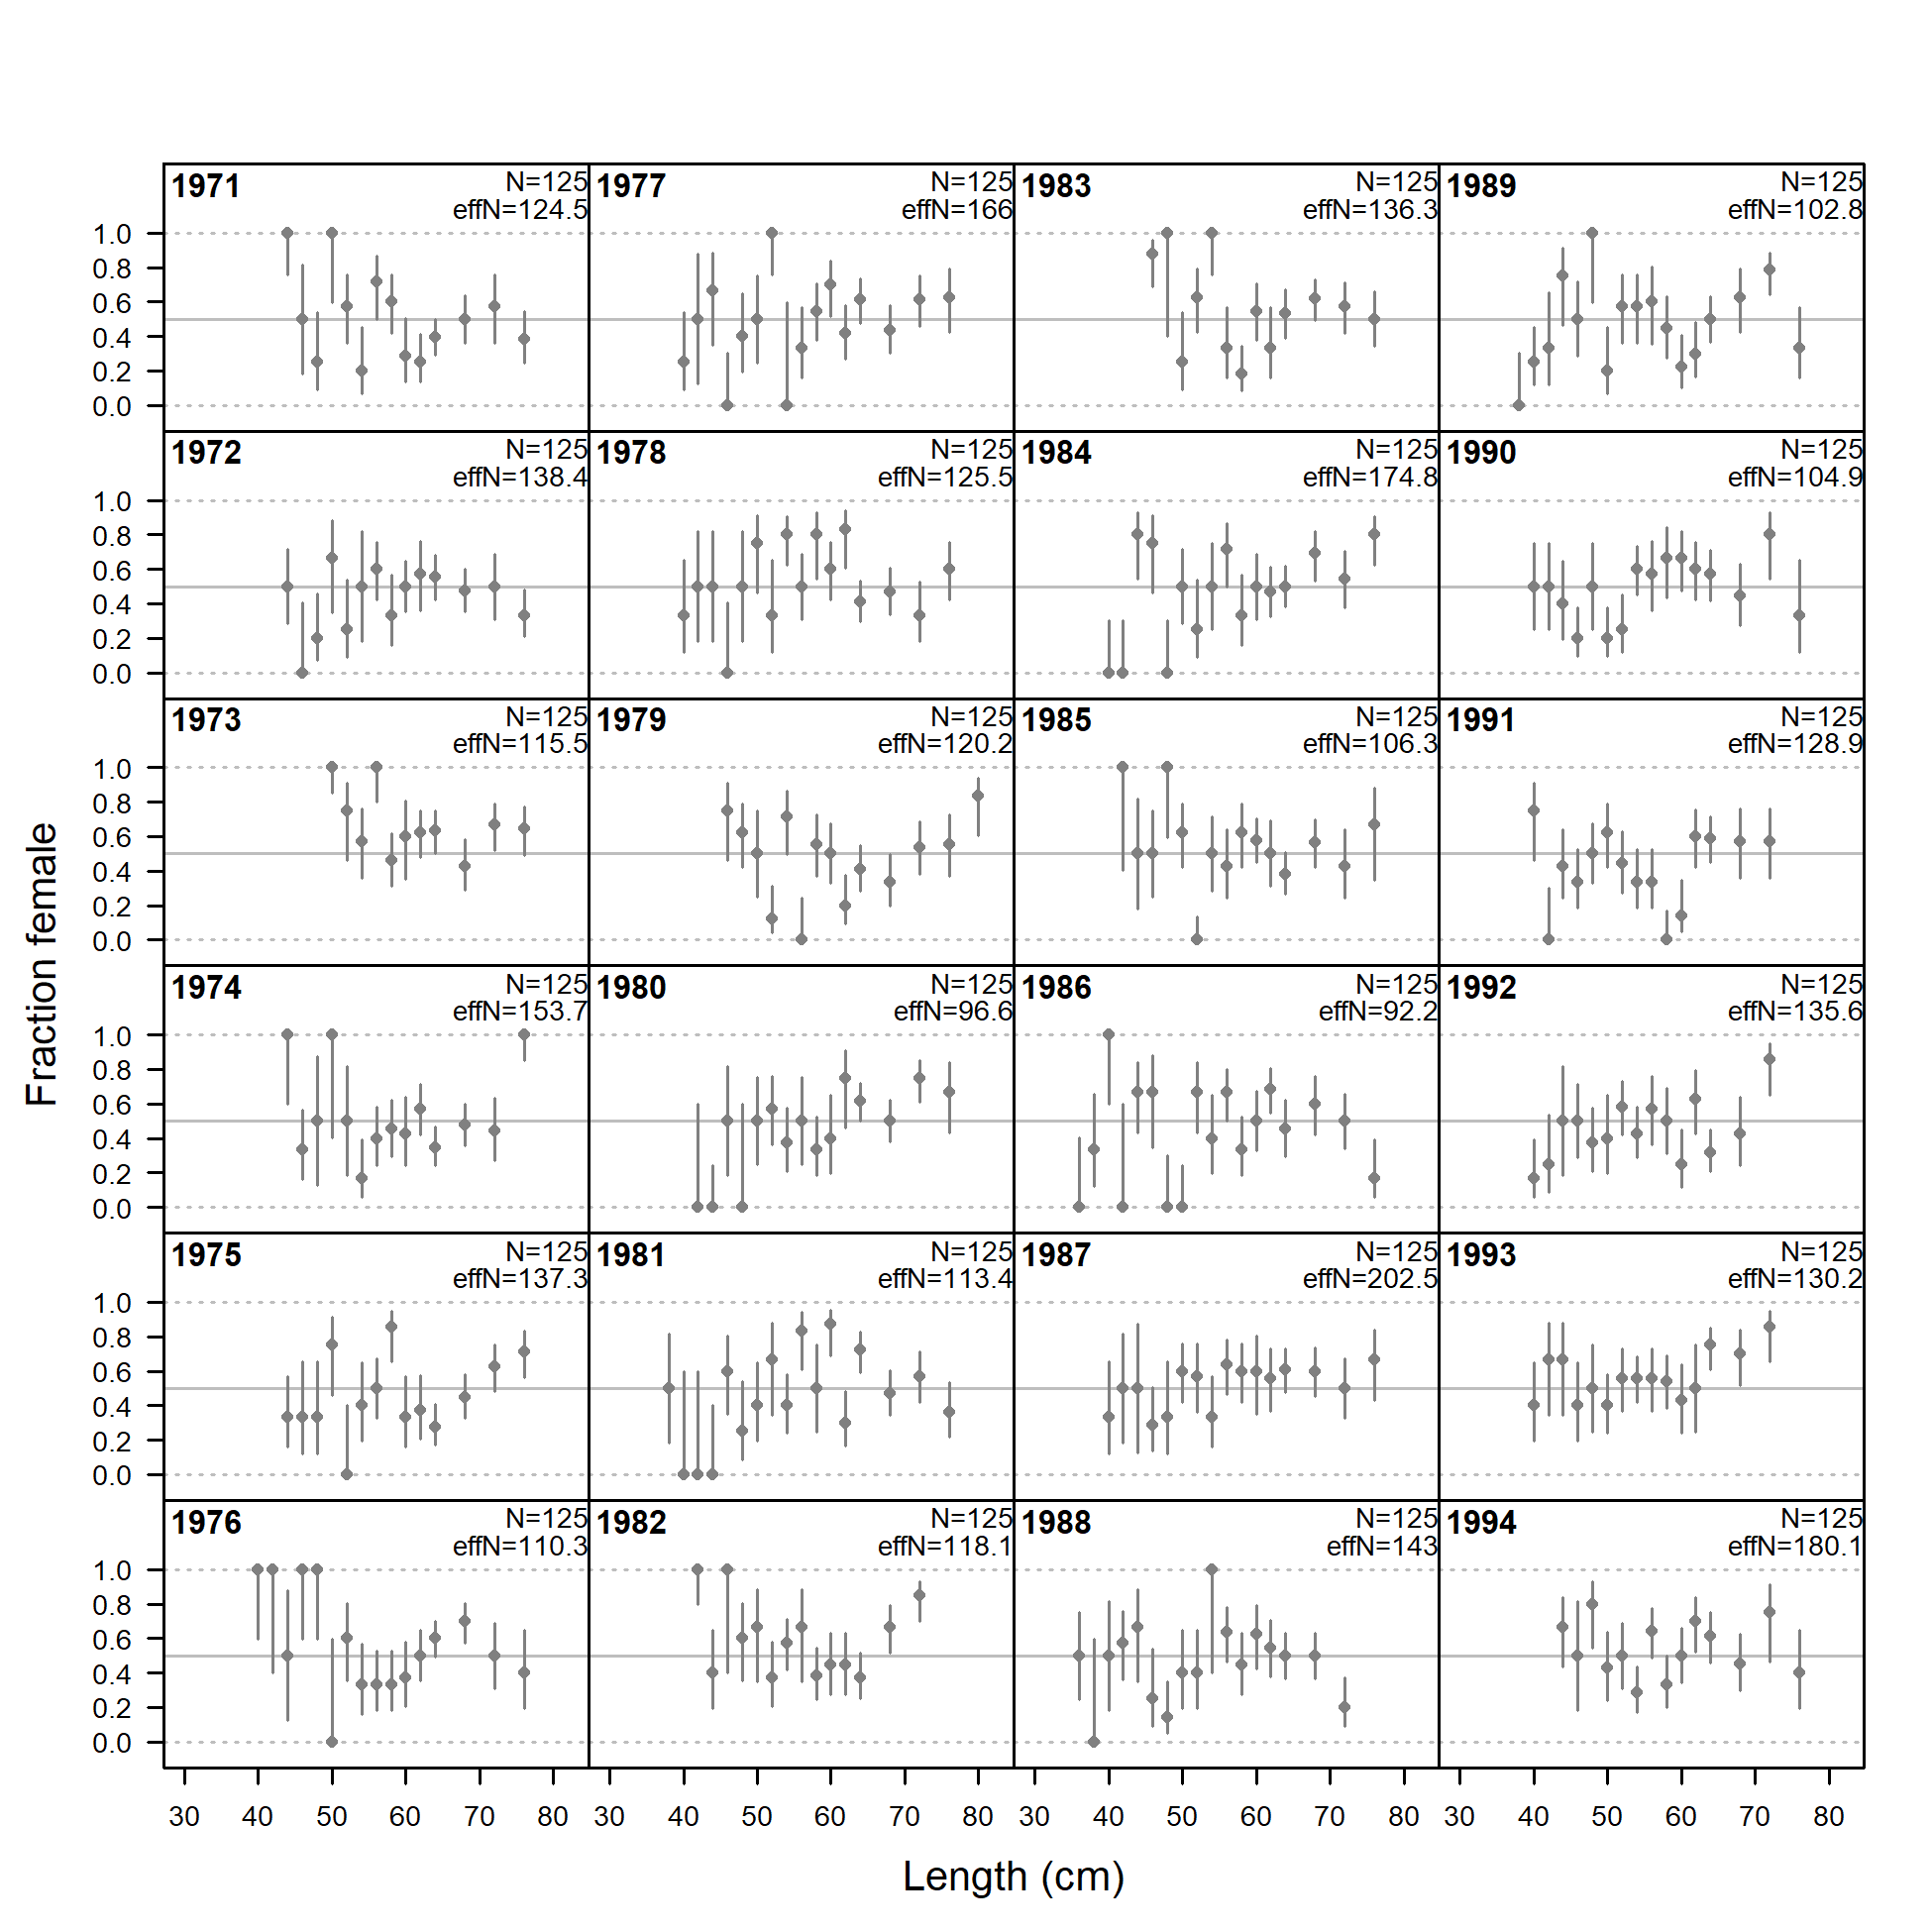 1971 N=125 1977 N=125 1983 N=125 1989 N=125
effN=124.5 effN=166 effN=136.3 effN=102.8
1.0
0.8
0.6
0.4
0.2
0.0
1972 N=125 1978 N=125 1984 N=125 1990 N=125
effN=138.4 effN=125.5 effN=174.8 effN=104.9
1.0
0.8
0.6
0.4
0.2
0.0
1973 N=125 1979 N=125 1985 N=125 1991 N=125
effN=115.5 effN=120.2 effN=106.3 effN=128.9
1.0
0.8
0.6
0.4
0.2
0.0
Fraction female
1974 N=125 1980 N=125 1986 N=125 1992 N=125
effN=153.7 effN=96.6 effN=92.2 effN=135.6
1.0
0.8
0.6
0.4
0.2
0.0
1975 N=125 1981 N=125 1987 N=125 1993 N=125
effN=137.3 effN=113.4 effN=202.5 effN=130.2
1.0
0.8
0.6
0.4
0.2
0.0
1976 N=125 1982 N=125 1988 N=125 1994 N=125
effN=110.3 effN=118.1 effN=143 effN=180.1
1.0
0.8
0.6
0.4
0.2
0.0
30 40 50 60 70 80 30 40 50 60 70 80 30 40 50 60 70 80 30 40 50 60 70 80
Length (cm)